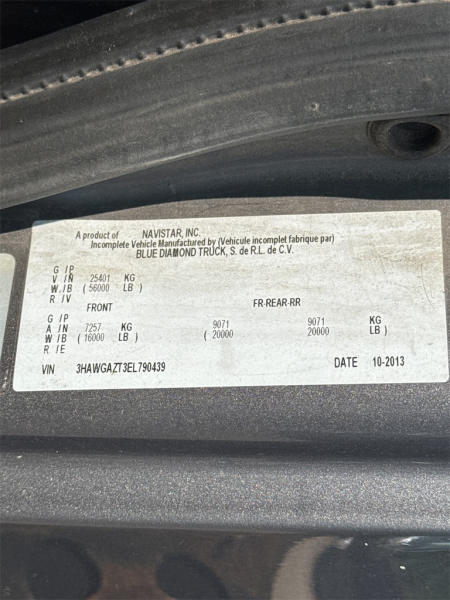 A product of NAVISTAR, INC.
Incomplete Vehicle Manufactured by (Vehicule incomplet fabrique par)
BLUE DIAMOND TRUCK, S. de R.L. de C.V.
G /P
V /N 25401 KG
W /B ( 56000 LB )
R /V
FRONT FR-REAR-RR
G /P
A /N 7257 KG 9071 9071 KG
W /B ( 16000 LB ) ( 20000 20000 LB )
R /E
VIN 3HAWGAZT3EL790439 DATE 10-2013